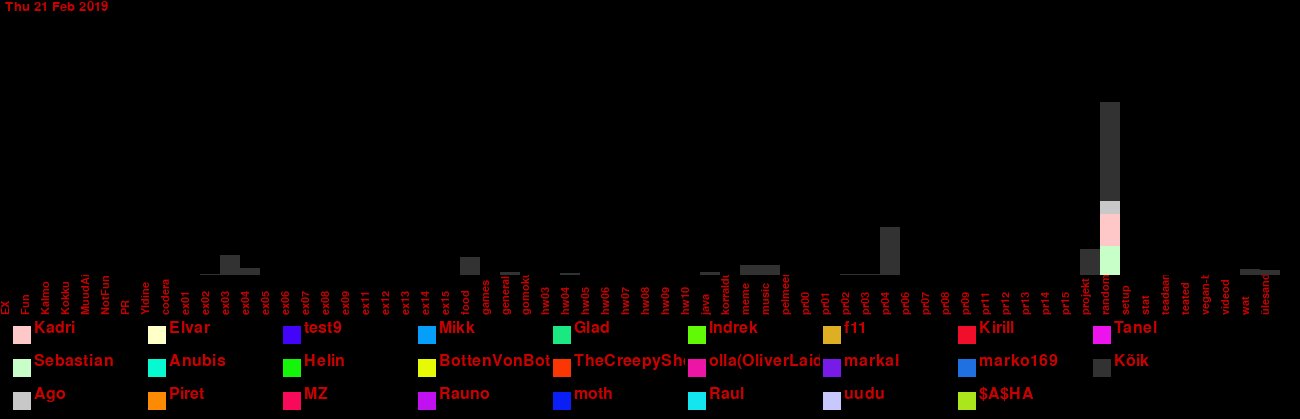 Thu 21 Feb 2019
EX Fun Kalmo Kokku MuudAi NotFun PR Yldine codera ex01 ex02 ex03 ex04 ex05 ex06 ex07 ex08 ex09 ex11 ex12 ex13 ex14 ex15 food games general gomoku hw03 hw04 hw05 hw06 hw07 hw08 hw09 hw10 java korraldu meme music pelmeen pr00 pr01 pr02 pr03 pr04 pr06 pr07 pr08 pr09 pr11 pr12 pr13 pr14 pr15 projekt random setup stat teadaan teated vegan-t videod wat ülesand
Kadri Elvar test9 Mikk Glad Indrek f11 Kirill Tanel
Sebastian Anubis Helin BottenVonBot TheCreepySh olla(OliverLaid markal marko169 Kõik
Ago Piret MZ Rauno moth Raul uudu $A$HA